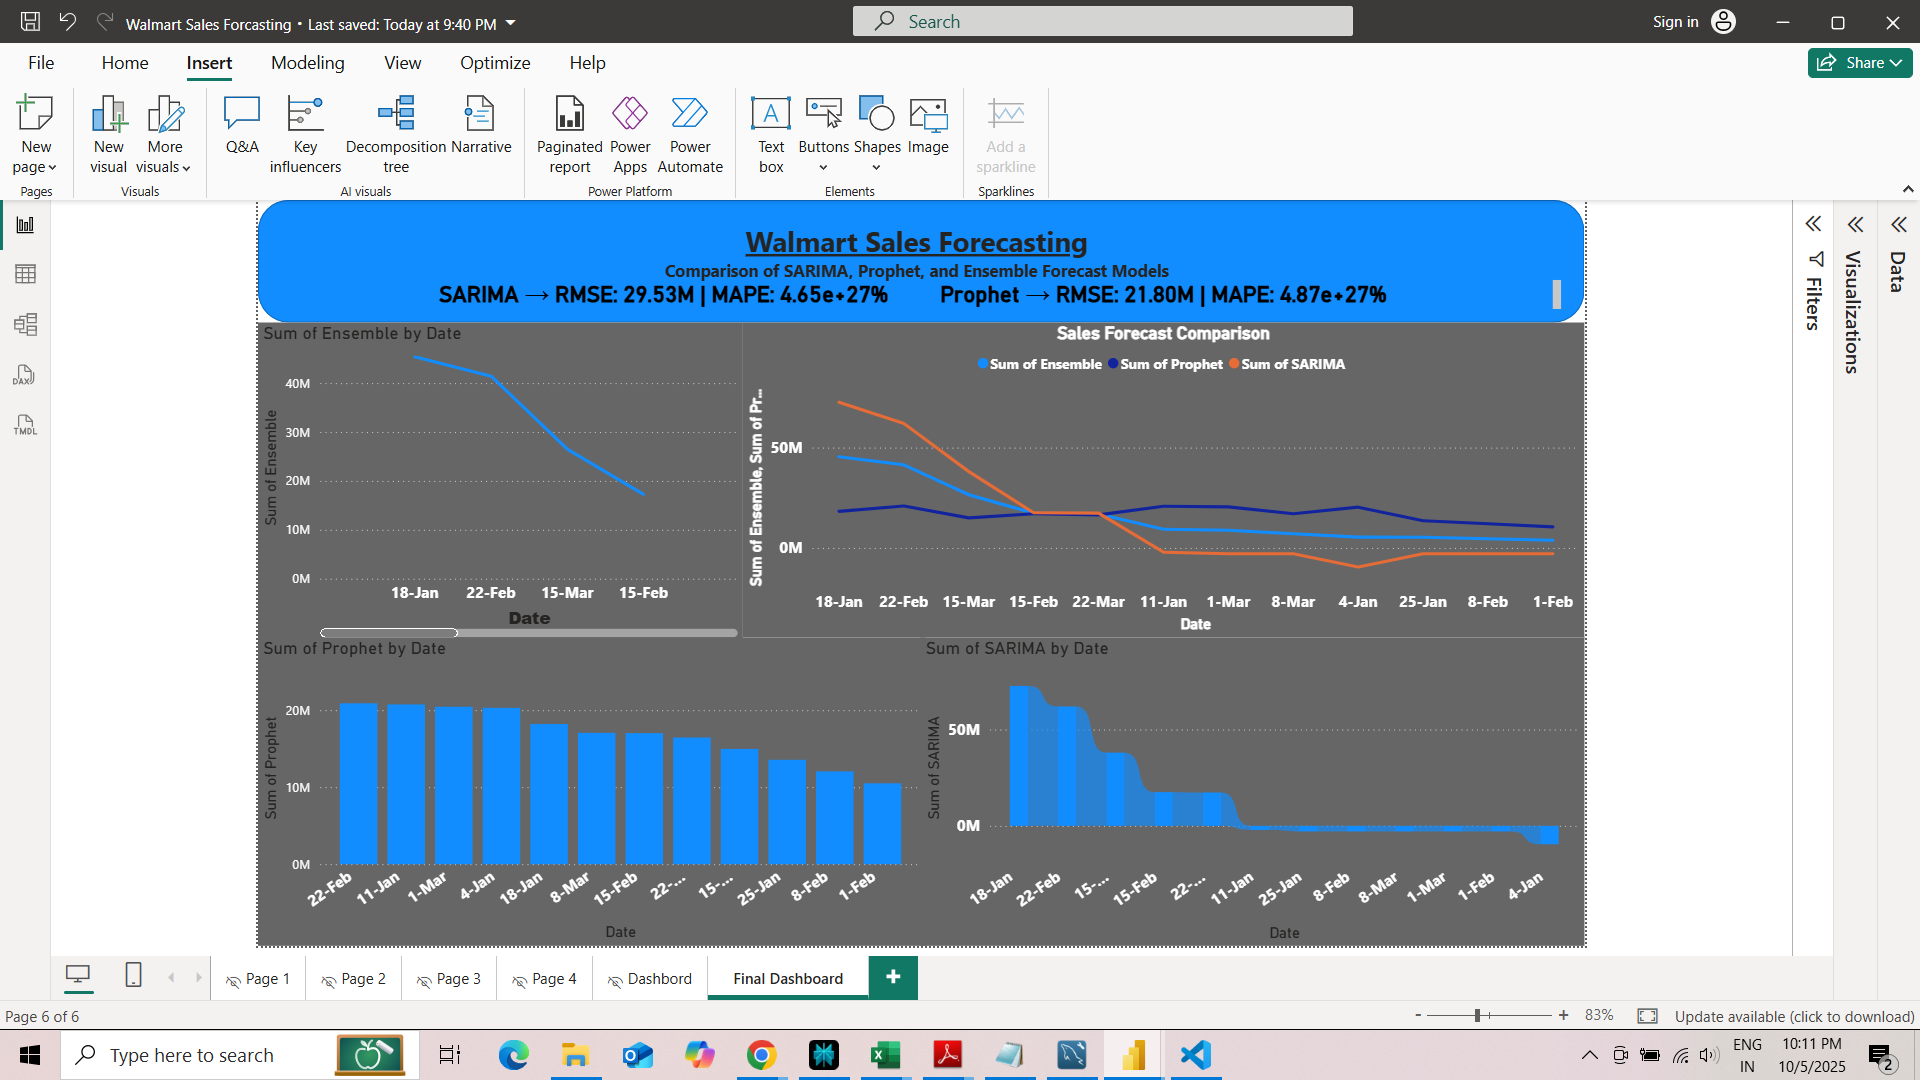 Walmart Sales Forcasting • Last saved: Today at 9:40 PM
Search
Sign in
File Home Insert Modeling View Optimize Help
Share
New page
Pages
New visual
More visuals
Visuals
Q&A
Key influencers
Decomposition tree
Narrative
AI visuals
Paginated report
Power Apps
Power Automate
Power Platform
Text box
Buttons
Shapes
Image
Elements
Add a sparkline
Sparklines
DAX
TMDL
Walmart Sales Forecasting
Comparison of SARIMA, Prophet, and Ensemble Forecast Models
SARIMA → RMSE: 29.53M | MAPE: 4.65e+27% Prophet → RMSE: 21.80M | MAPE: 4.87e+27%
Sum of Ensemble by Date
Sum of Ensemble
40M
30M
20M
10M
0M
18-Jan 22-Feb 15-Mar 15-Feb
Date
Sales Forecast Comparison
Sum of Ensemble Sum of Prophet Sum of SARIMA
Sum of Ensemble, Sum of Pr...
50M
0M
18-Jan 22-Feb 15-Mar 15-Feb 22-Mar 11-Jan 1-Mar 8-Mar 4-Jan 25-Jan 8-Feb 1-Feb
Date
Sum of Prophet by Date
Sum of Prophet
20M
10M
0M
22-Feb 11-Jan 1-Mar 4-Jan 18-Jan 8-Mar 15-Feb 22-... 15-... 25-Jan 8-Feb 1-Feb
Date
Sum of SARIMA by Date
Sum of SARIMA
50M
0M
18-Jan 22-Feb 15-... 15-Feb 22-... 11-Jan 25-Jan 8-Feb 8-Mar 1-Mar 1-Feb 4-Jan
Date
Filters
Visualizations
Data
Page 1 Page 2 Page 3 Page 4 Dashbord Final Dashboard +
Page 6 of 6
- + 83%
Update available (click to download)
Type here to search
ENG
IN
10:11 PM
10/5/2025
2